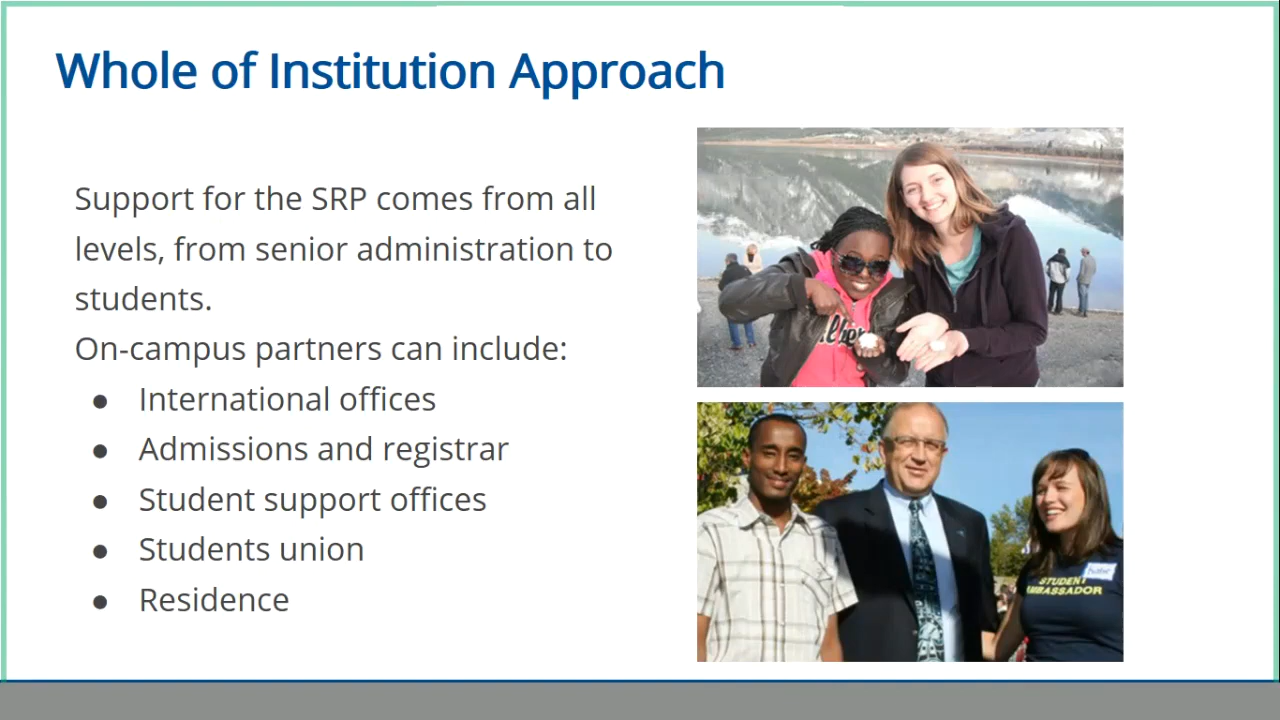 Whole of Institution Approach
Support for the SRP comes from all
levels, from senior administration to
students.
On-campus partners can include:
● International offices
● Admissions and registrar
● Student support offices
● Students union
● Residence
STUDENT
AMBASSADOR